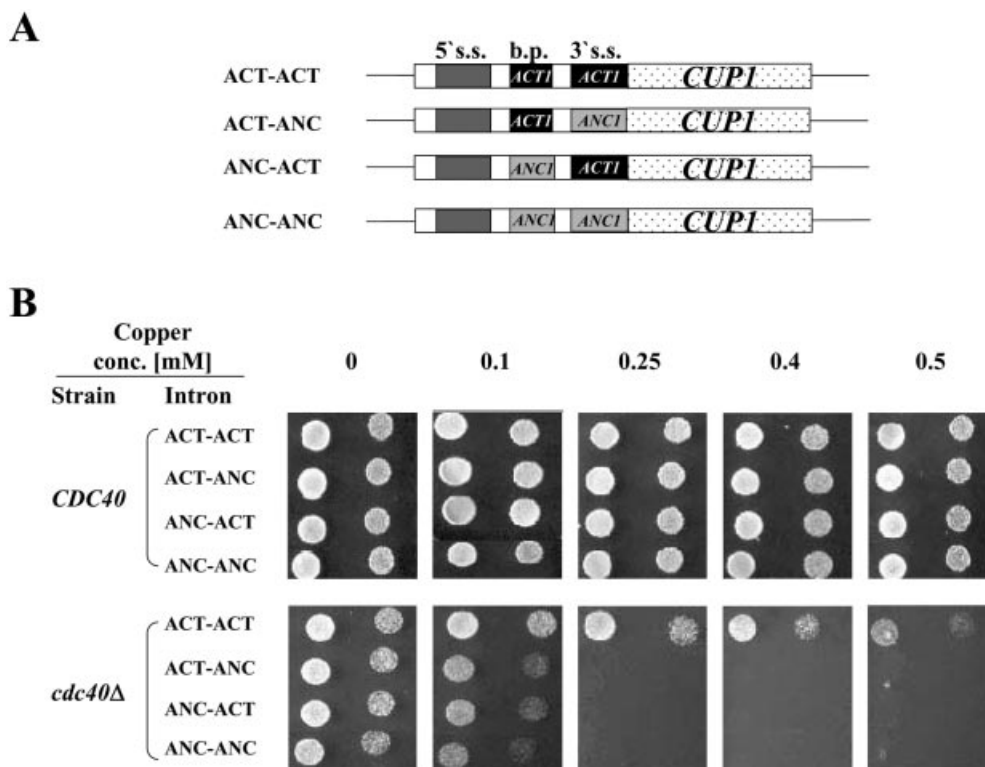 A
5`s.s. b.p. 3`s.s.
ACT-ACT ACT1 ACT1 CUP1
ACT-ANC ACT1 ANC1 CUP1
ANC-ACT ANC1 ACT1 CUP1
ANC-ANC ANC1 ANC1 CUP1
B
Copper
conc. [mM] 0 0.1 0.25 0.4 0.5
Strain Intron
ACT-ACT
ACT-ANC
CDC40
ANC-ACT
ANC-ANC
ACT-ACT
ACT-ANC
cdc40Δ
ANC-ACT
ANC-ANC